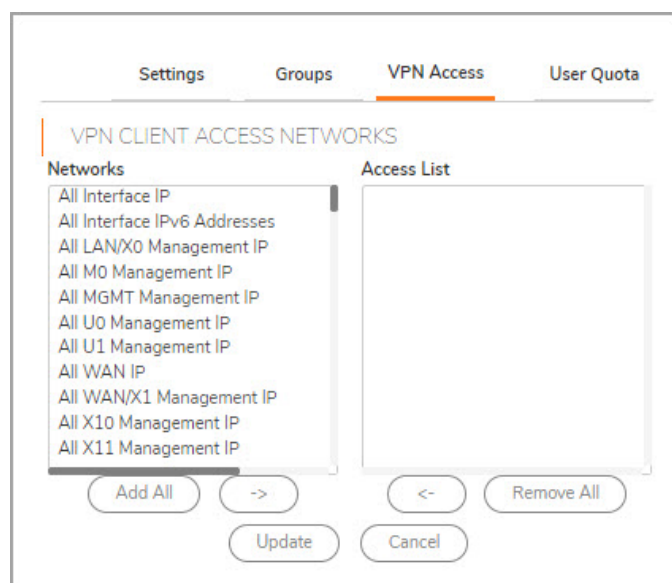 Settings Groups VPN Access User Quota
VPN CLIENT ACCESS NETWORKS
Networks Access List
All Interface IP
All Interface IPv6 Addresses
All LAN/X0 Management IP
All M0 Management IP
All MGMT Management IP
All U0 Management IP
All U1 Management IP
All WAN IP
All WAN/X1 Management IP
All X10 Management IP
All X11 Management IP
Add All -> <- Remove All
Update Cancel